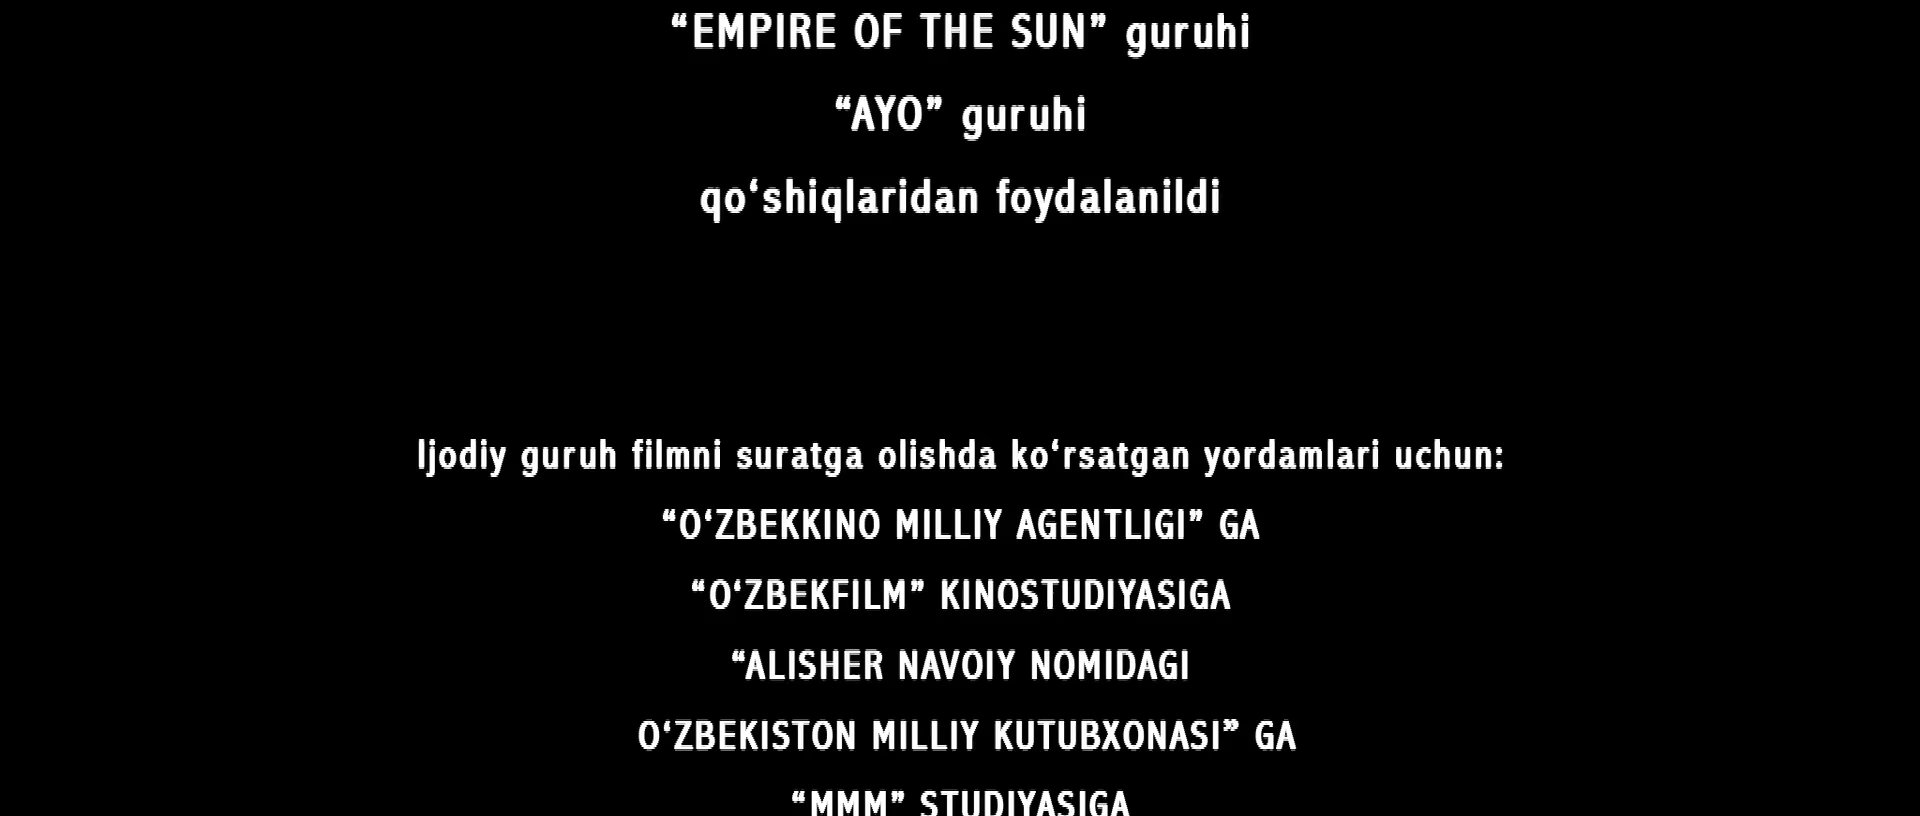 “EMPIRE OF THE SUN” guruhi
“AYO” guruhi
qo‘shiqlaridan foydalanildi
Ijodiy guruh filmni suratga olishda ko‘rsatgan yordamlari uchun:
“O‘ZBEKKINO MILLIY AGENTLIGI” GA
“O‘ZBEKFILM” KINOSTUDIYASIGA
“ALISHER NAVOIY NOMIDAGI
O‘ZBEKISTON MILLIY KUTUBXONASI” GA
“MMM” STUDIYASIGA